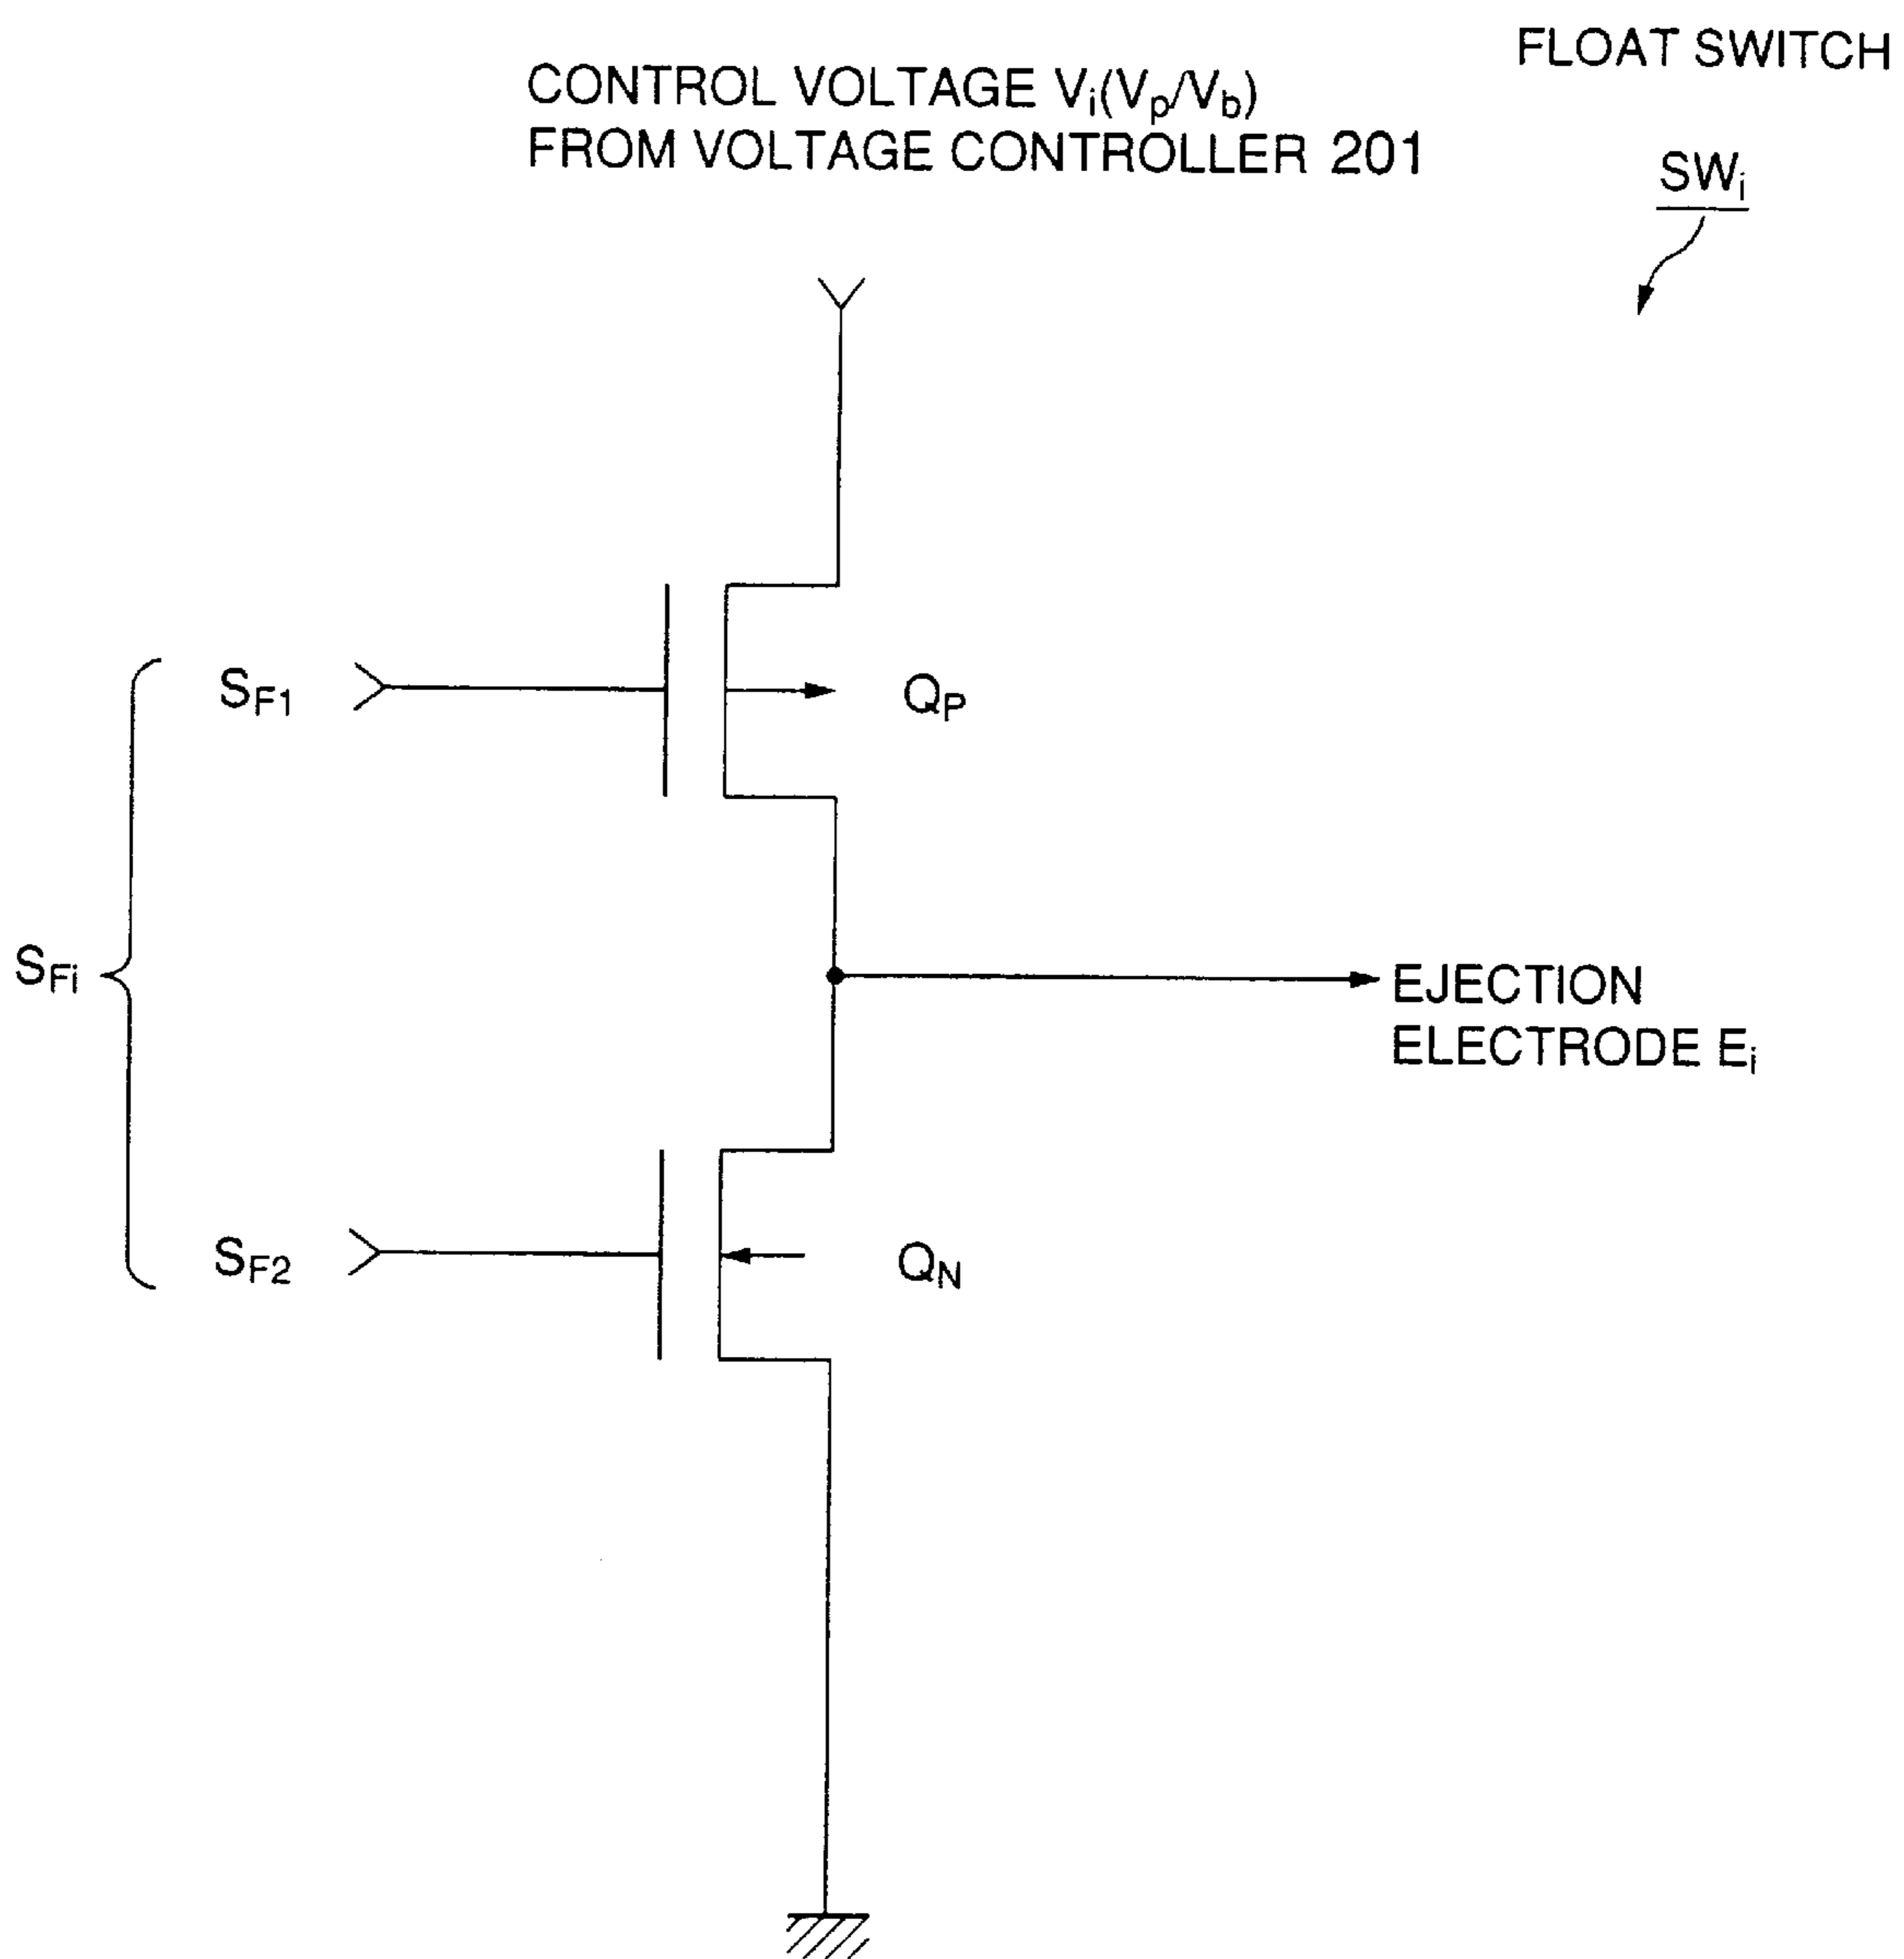 FLOAT SWITCH
CONTROL VOLTAGE Vi(Vp/Vb)
FROM VOLTAGE CONTROLLER 201
SWi
SF1
QP
SFi
EJECTION
ELECTRODE Ei
SF2
QN